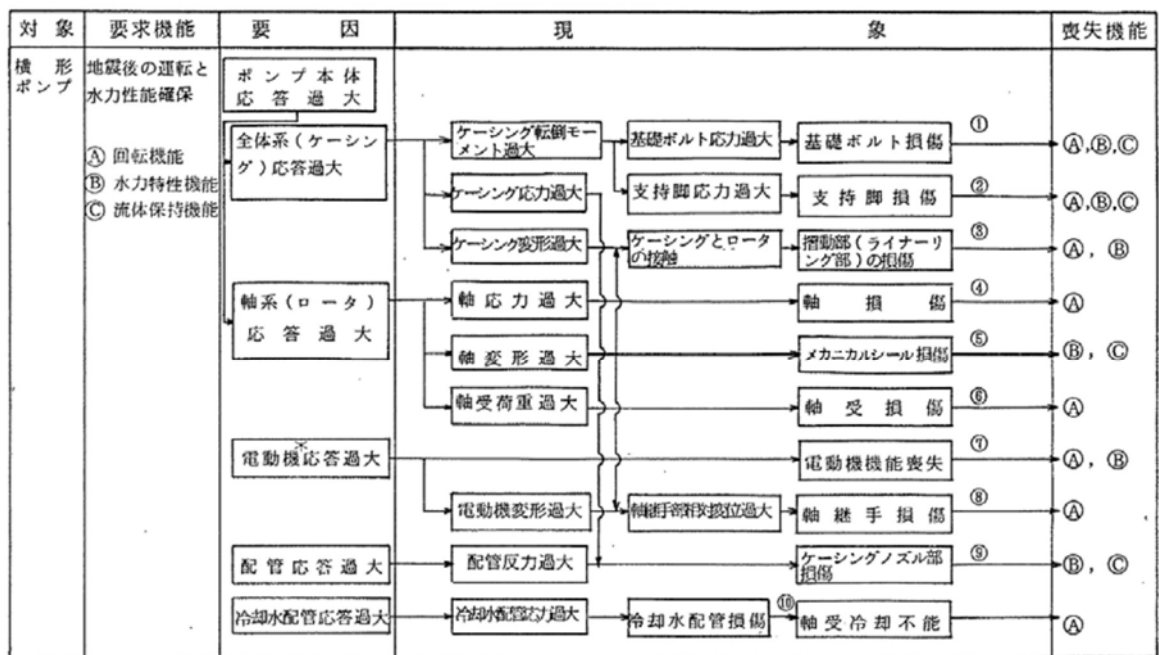 対象
要求機能
要因
現象
喪失機能
横形
ポンプ
地震後の運転と
水力性能確保
Ⓐ 回転機能
Ⓑ 水力特性機能
Ⓒ 流体保持機能
ポンプ本体
応答過大
全体系(ケーシン
グ)応答過大
ケーシング転倒モー
メント過大
基礎ボルト応力過大
基礎ボルト損傷
①
Ⓐ,Ⓑ,Ⓒ
支持脚応力過大
支持脚損傷
②
Ⓐ,Ⓑ,Ⓒ
ケーシング応力過大
ケーシング変形過大
ケーシングとロータ
の接触
摺動部(ライナーリ
ング部)の損傷
③
Ⓐ, Ⓑ
軸系(ロータ)
応答過大
軸応力過大
軸損傷
④
Ⓐ
軸変形過大
メカニカルシール損傷
⑤
Ⓑ, Ⓒ
軸受荷重過大
軸受損傷
⑥
Ⓐ
*
電動機応答過大
電動機機能喪失
⑦
Ⓐ, Ⓑ
電動機変形過大
軸継手部相対変位過大
軸継手損傷
⑧
Ⓐ
配管応答過大
配管反力過大
ケーシングノズル部
損傷
⑨
Ⓑ, Ⓒ
冷却水配管応答過大
冷却水配管応力過大
冷却水配管損傷
⑩
軸受冷却不能
Ⓐ